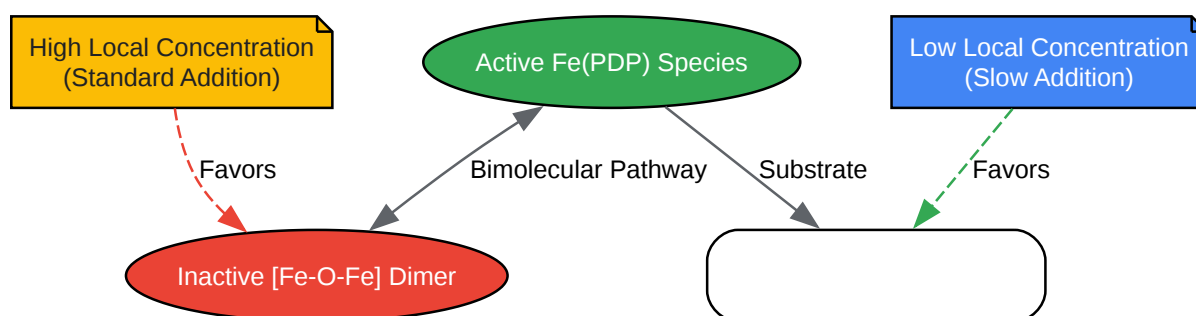 High Local Concentration
(Standard Addition)
Active Fe(PDP) Species
Low Local Concentration
(Slow Addition)
Favors
Bimolecular Pathway
Substrate
Favors
Inactive [Fe-O-Fe] Dimer